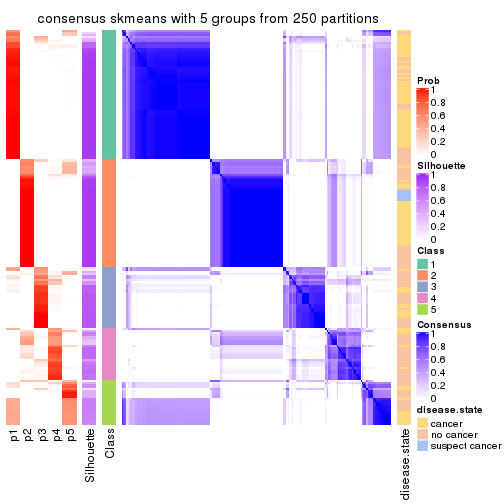 consensus skmeans with 5 groups from 250 partitions
Prob
1
0.8
0.6
0.4
0.2
0
Silhouette
1
0.8
0.6
0.4
0.2
0
Class
1
2
3
4
5
Consensus
1
0.8
0.6
0.4
0.2
0
disease.state
cancer
no cancer
suspect cancer
p1
p2
p3
p4
p5
Silhouette
Class
disease.state